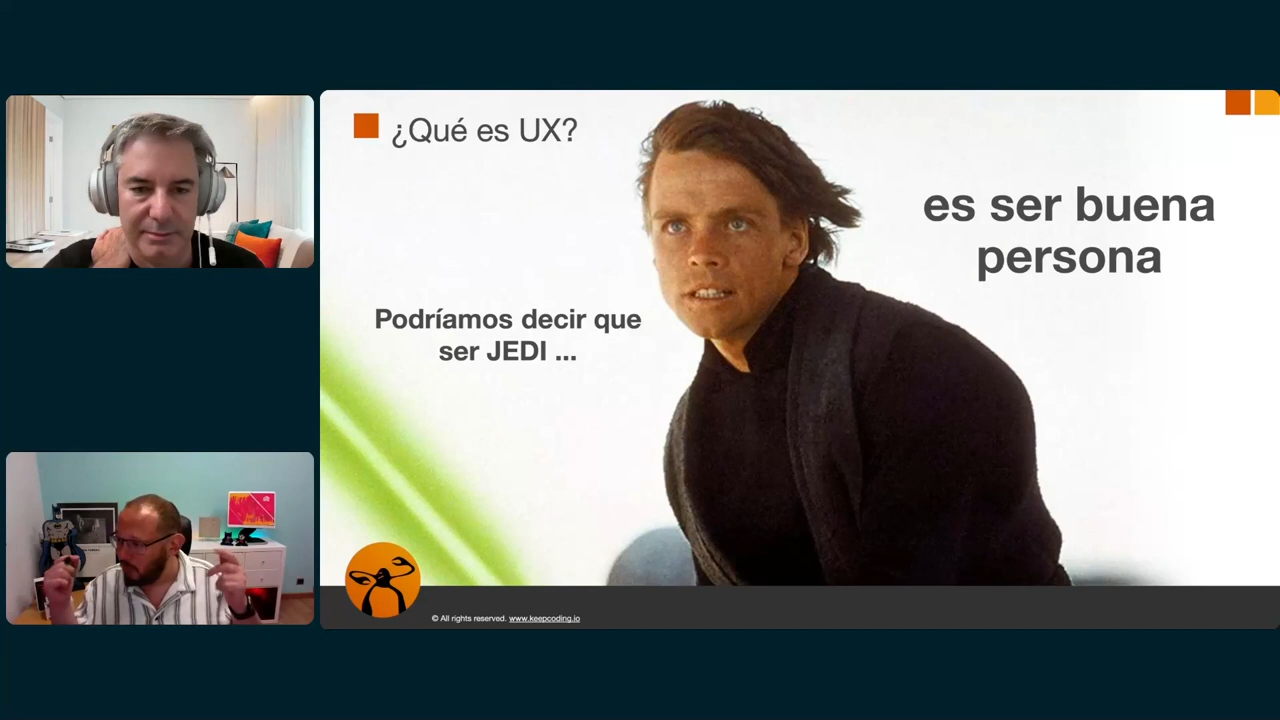 ¿Qué es UX?
es ser buena
persona
Podríamos decir que
ser JEDI ...
© All rights reserved. www.keepcoding.io